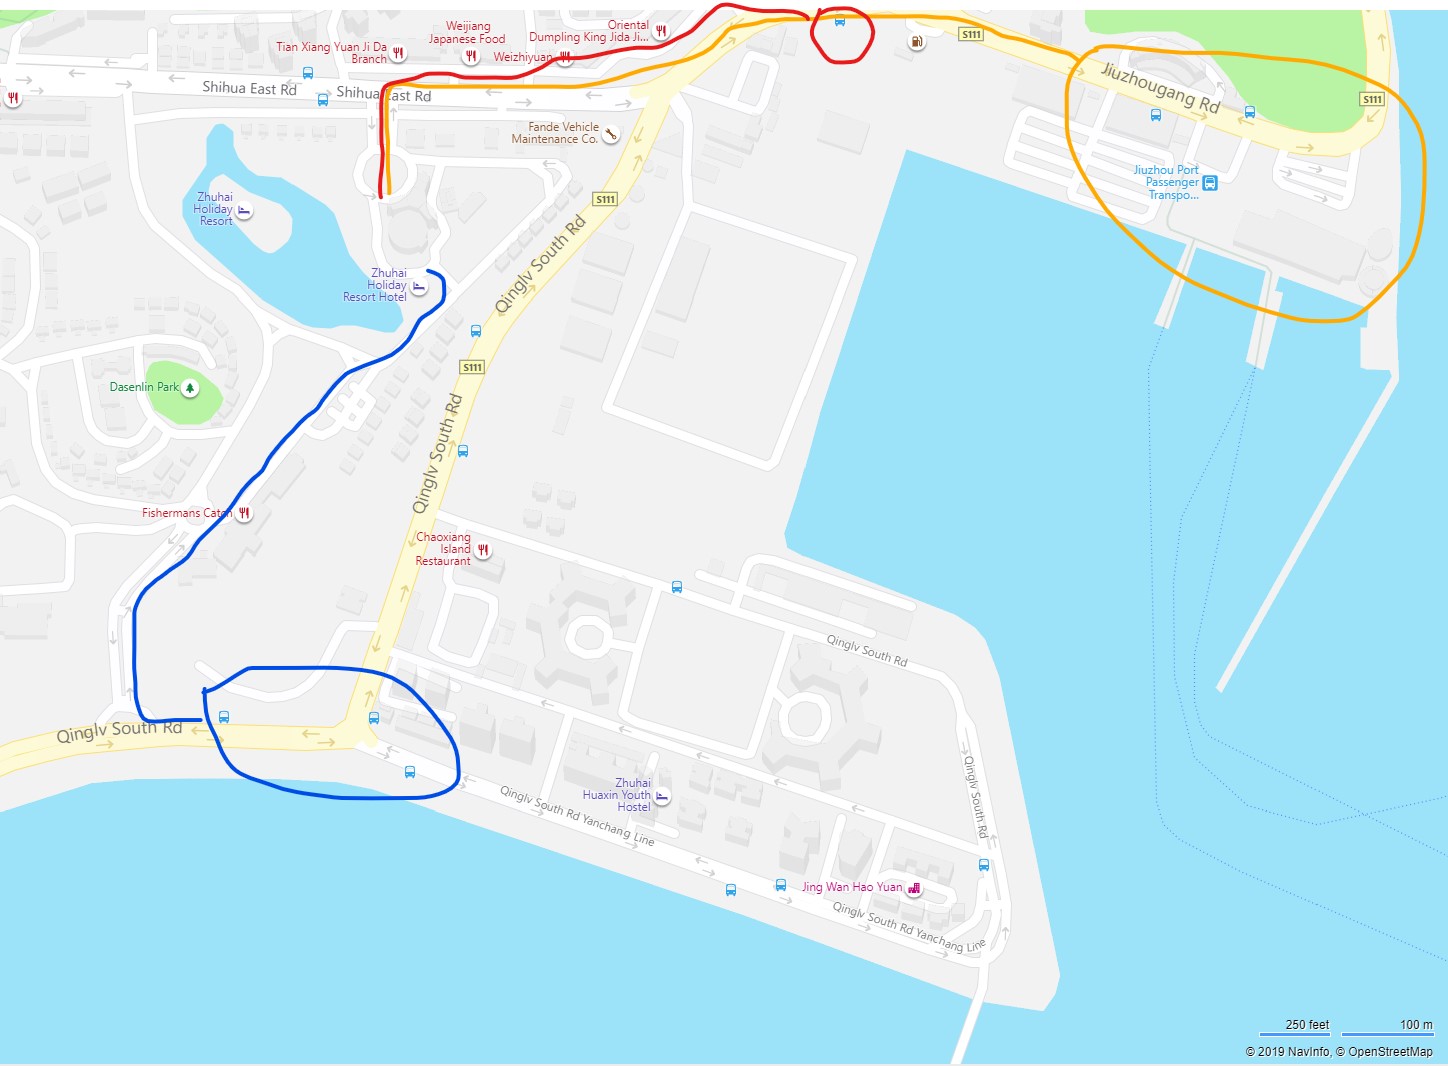 Weijiang
Japanese Food
Oriental
Dumpling King Jida Ji...
Tian Xiang Yuan Ji Da
Branch
Weizhiyuan
S111
Jiuzhougang Rd
S111
Shihua East Rd
Shihua East Rd
Fande Vehicle
Maintenance Co.
Jiuzhou Port
Passenger
Transpo...
Zhuhai
Holiday
Resort
S111
Qinglv South Rd
Zhuhai
Holiday
Resort Hotel
S111
Dasenlin Park
Qinglv South Rd
Fishermans Catch
Chaoxiang
Island
Restaurant
Qinglv South Rd
Qinglv South Rd
Qinglv South Rd
Zhuhai
Huaxin Youth
Hostel
Qinglv South Rd Yanchang Line
Jing Wan Hao Yuan
Qinglv South Rd Yanchang Line
250 feet
100 m
© 2019 NavInfo, © OpenStreetMap